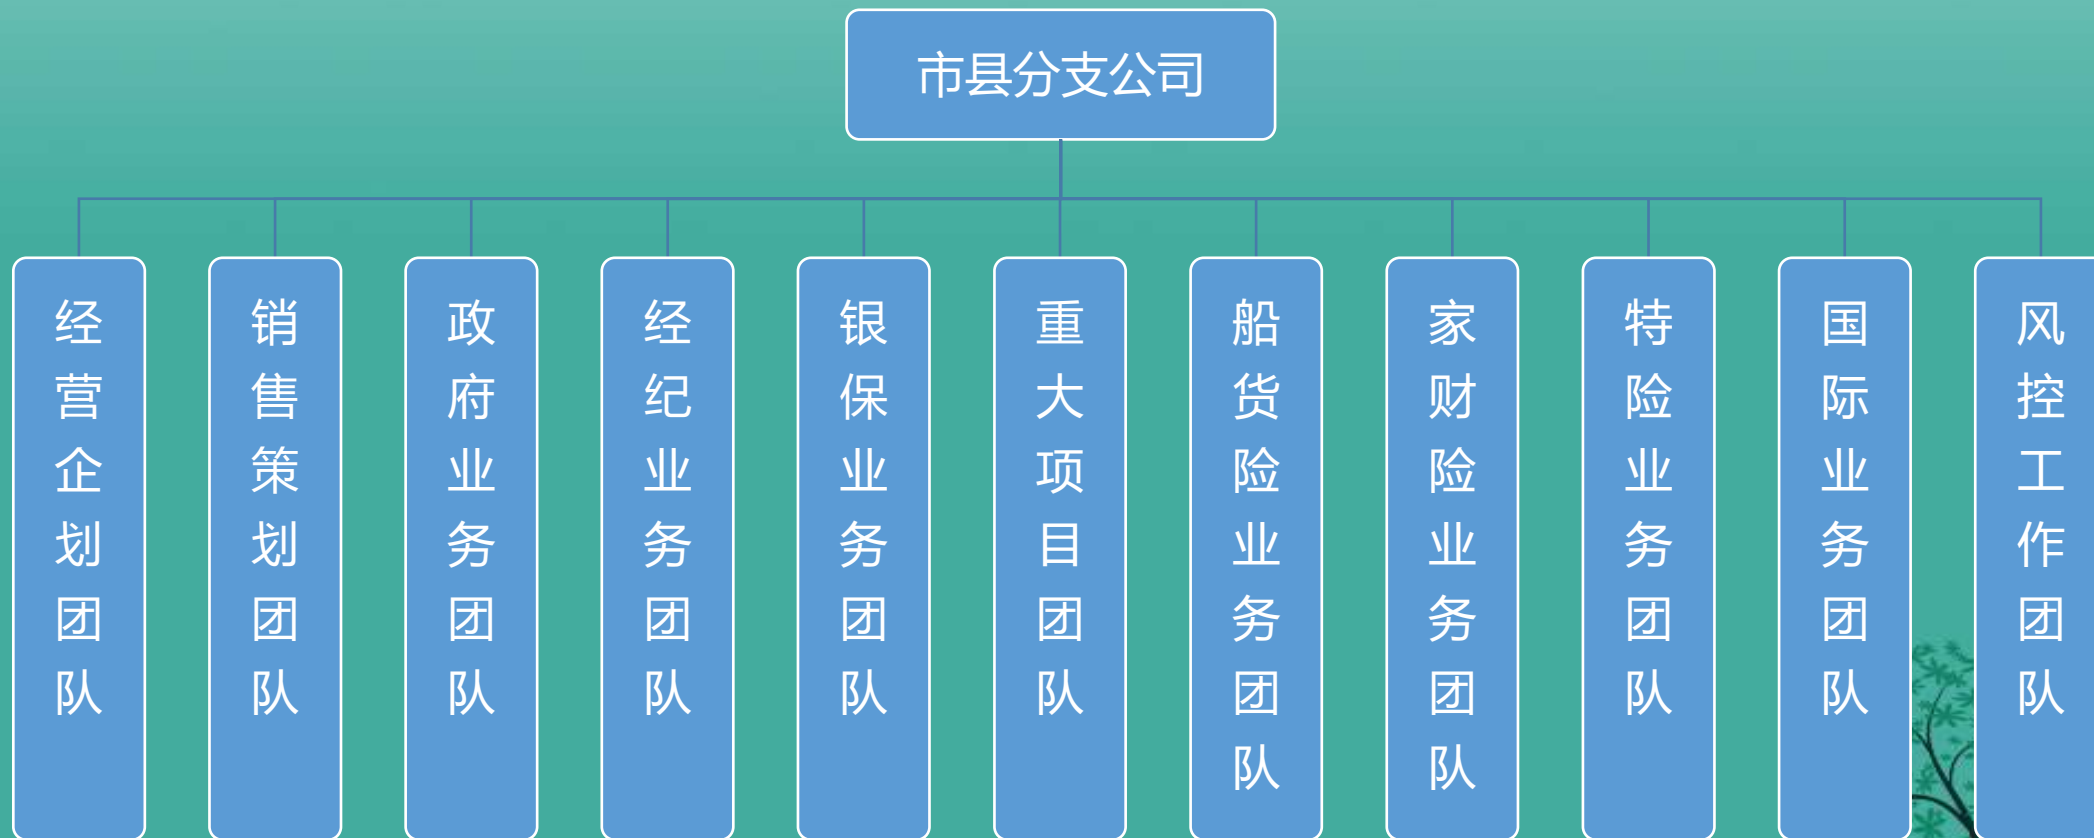 市县分支公司
经营企划团队
销售策划团队
政府业务团队
经纪业务团队
银保业务团队
重大项目团队
船货险业务团队
家财险业务团队
特险业务团队
国际业务团队
风控工作团队